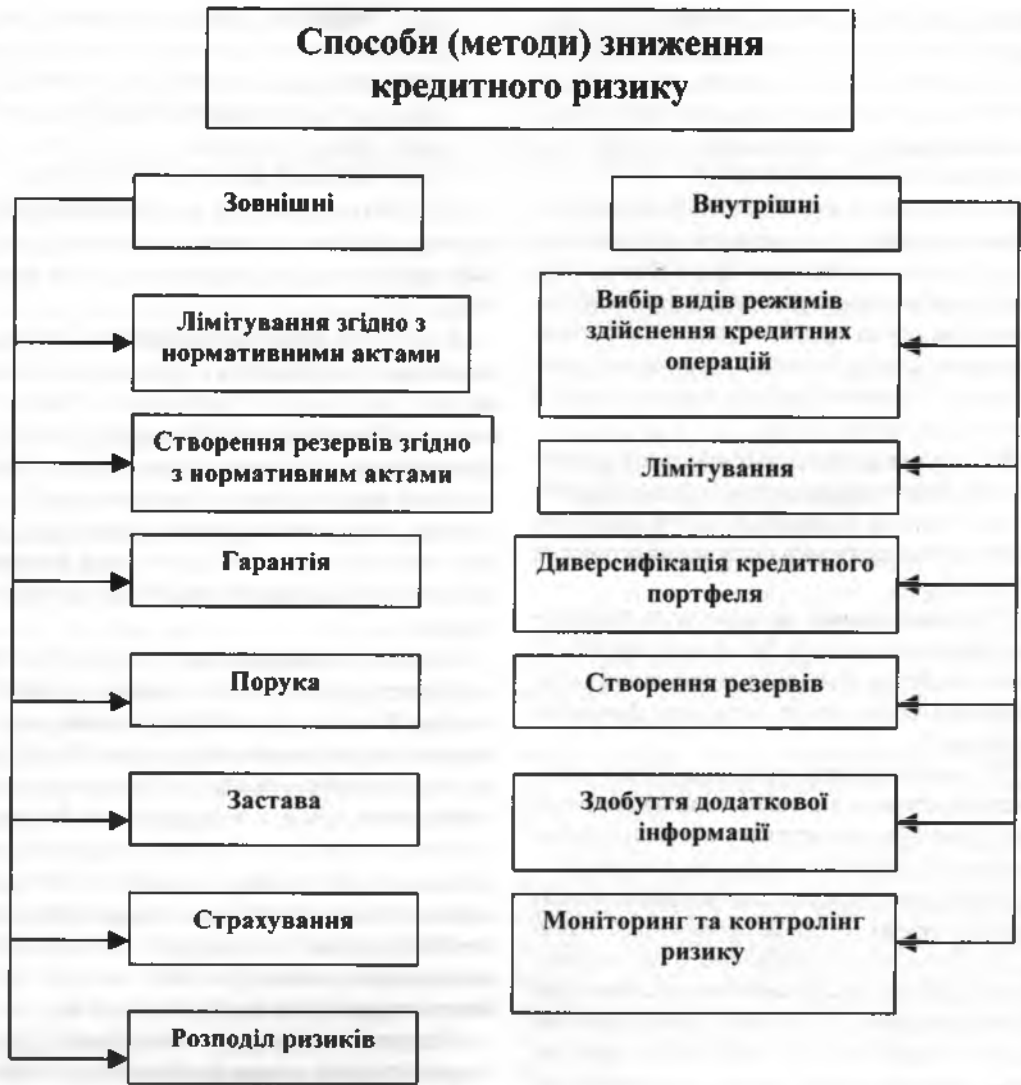 Способи (методи) зниження
кредитного ризику
Зовнішні
Лімітування згідно з
нормативними актами
Створення резервів згідно
з нормативним актами
Гарантія
Порука
Застава
Страхування
Розподіл ризиків
Внутрішні
Вибір видів режимів
здійснення кредитних
операцій
Лімітування
Диверсифікація кредитного
портфеля
Створення резервів
Здобуття додаткової
інформації
Моніторинг та контролінг
ризику